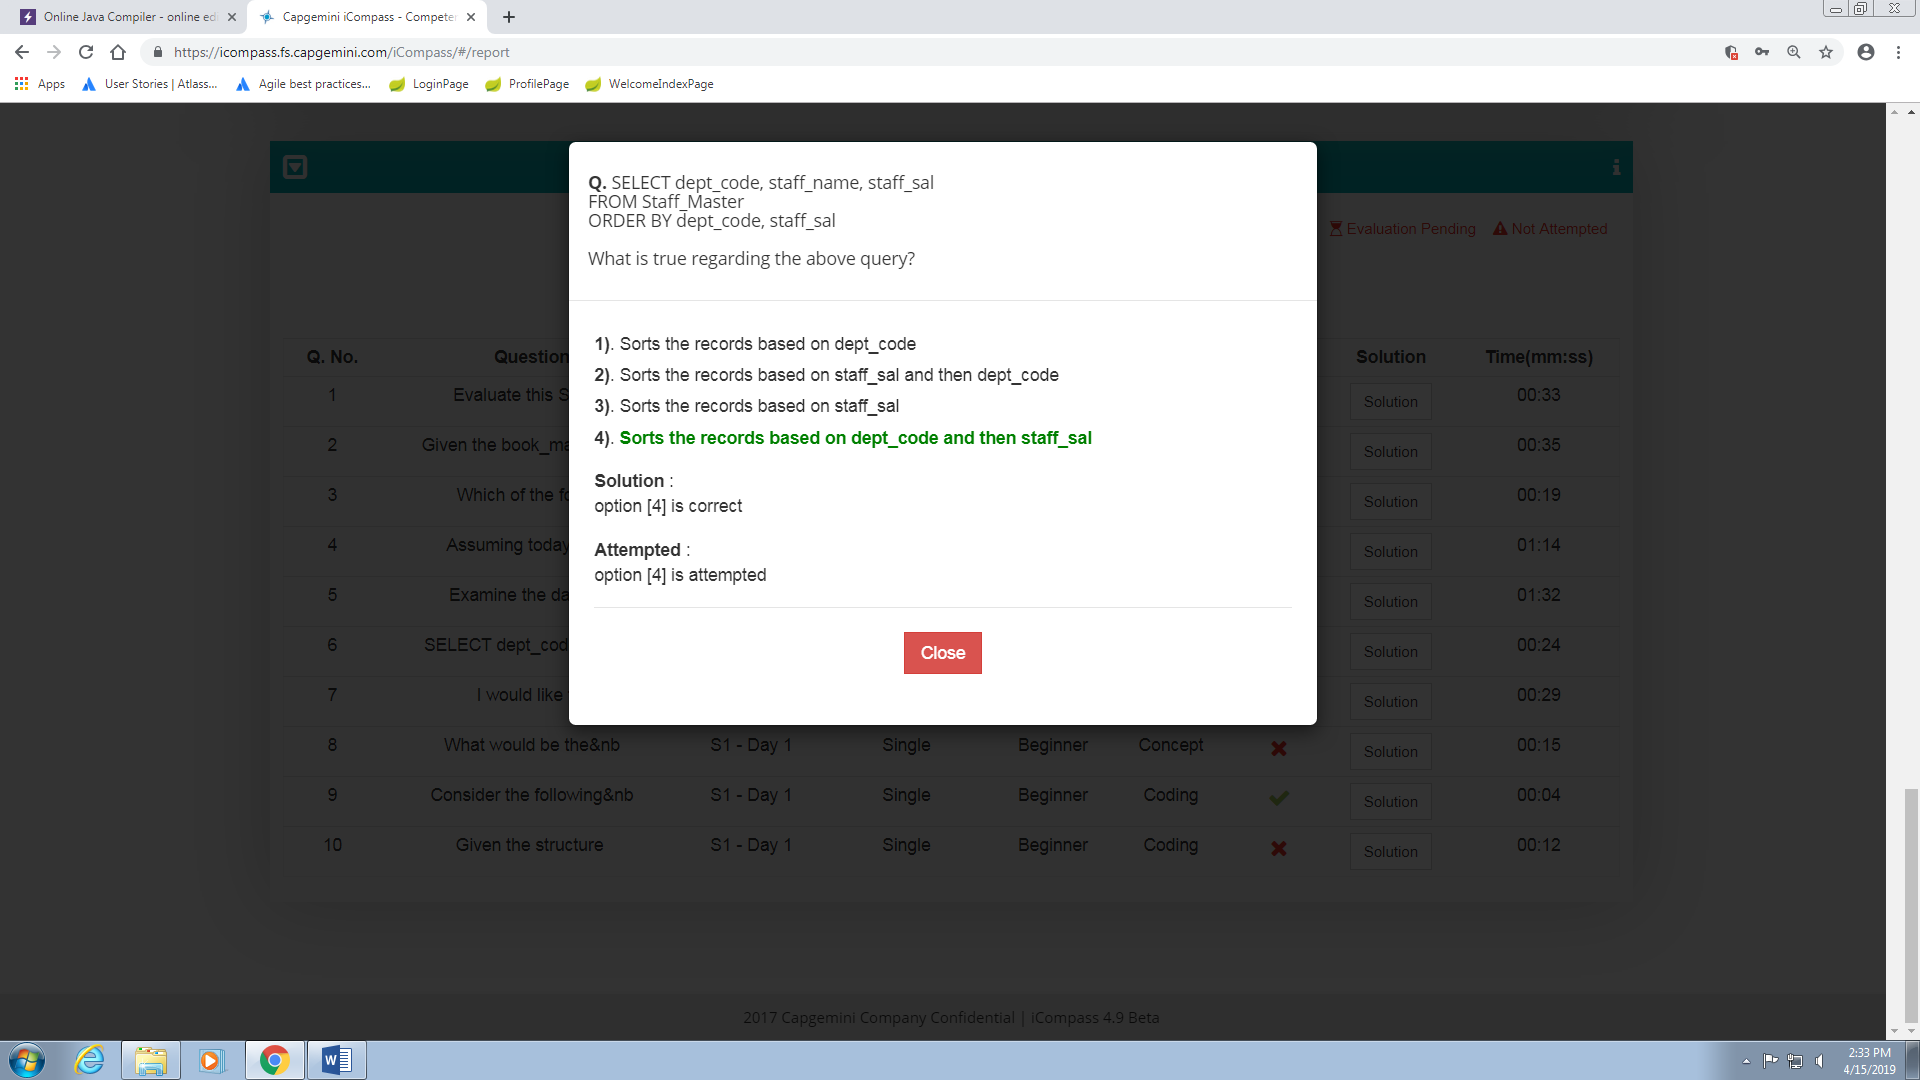 Online Java Compiler - online ed
Capgemini iCompass - Compete
https://icompass.fs.capgemini.com/iCompass/#/report
Apps
User Stories | Atlass...
Agile best practices...
LoginPage
ProfilePage
WelcomeIndexPage
Evaluation Pending
Not Attempted
Q. SELECT dept_code, staff_name, staff_sal
FROM Staff_Master
ORDER BY dept_code, staff_sal
What is true regarding the above query?
1). Sorts the records based on dept_code
2). Sorts the records based on staff_sal and then dept_code
3). Sorts the records based on staff_sal
4). Sorts the records based on dept_code and then staff_sal
Solution :
option [4] is correct
Attempted :
option [4] is attempted
Close
Q. No. Question Solution Time(mm:ss)
1 Evaluate this S Solution 00:33
2 Given the book_ma Solution 00:35
3 Which of the fo Solution 00:19
4 Assuming today Solution 01:14
5 Examine the da Solution 01:32
6 SELECT dept_cod Solution 00:24
7 I would like Solution 00:29
8 What would be the&nb S1 - Day 1 Single Beginner Concept Solution 00:15
9 Consider the following&nb S1 - Day 1 Single Beginner Coding Solution 00:04
10 Given the structure S1 - Day 1 Single Beginner Coding Solution 00:12
2017 Capgemini Company Confidential | iCompass 4.9 Beta
2:33 PM
4/15/2019